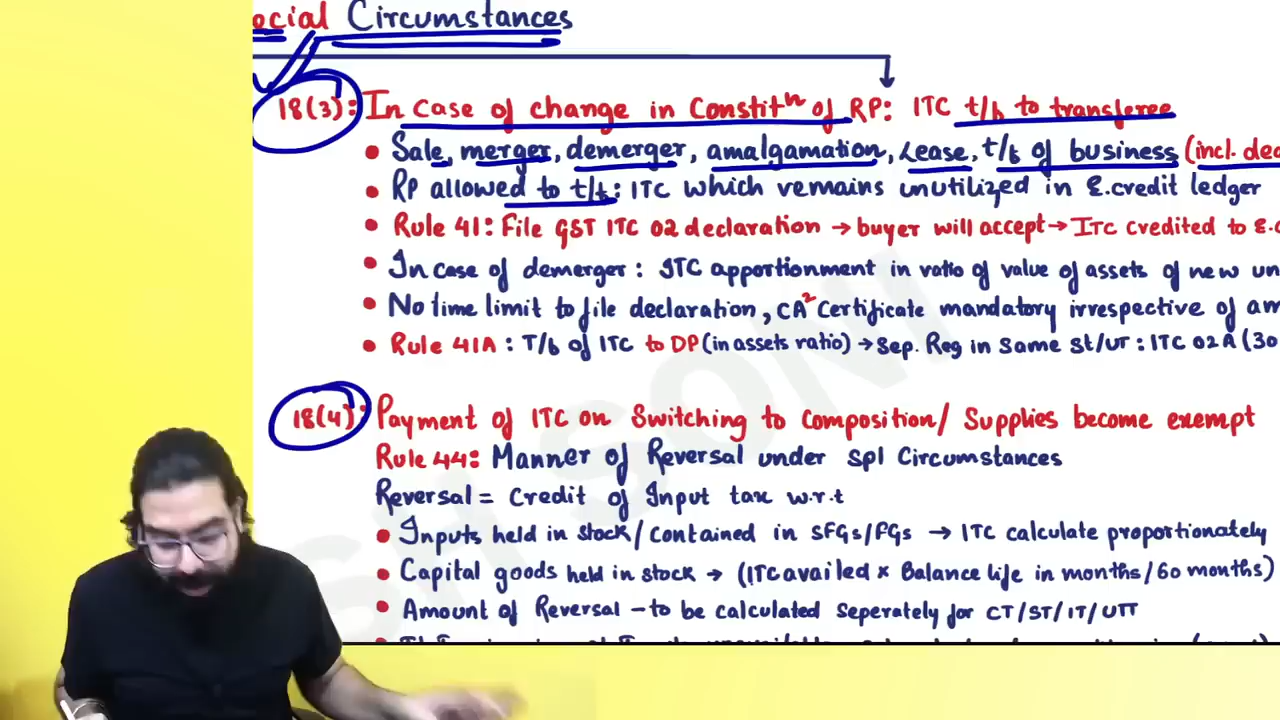 ocial Circumstances
18(3): In case of change in Constitⁿ of RP: ITC t/f to transferee
• Sale, merger, demerger, amalgamation, Lease, t/f of business (incl. dea
• RP allowed to t/f: ITC which remains unutilized in E.credit ledger
• Rule 41: File GST ITC 02 declaration → buyer will accept → ITC credited to E.c
• In case of demerger: ITC apportionment in ratio of value of assets of new un
• No time limit to file declaration, CA² Certificate mandatory irrespective of am
• Rule 41A: T/f of ITC to DP (in assets ratio) → Sep. Reg in Same St/UT: ITC 02A (30
18(4): Payment of ITC on Switching to Composition/ Supplies become exempt
Rule 44: Manner of Reversal under spl Circumstances
Reversal = Credit of Input tax w.r.t
• Inputs held in stock/contained in SFGs/FGs → ITC calculate proportionately
• Capital goods held in stock → (ITC availed × Balance life in months/60 months)
• Amount of Reversal – to be calculated seperately for CT/ST/IT/UTT
SH SONI